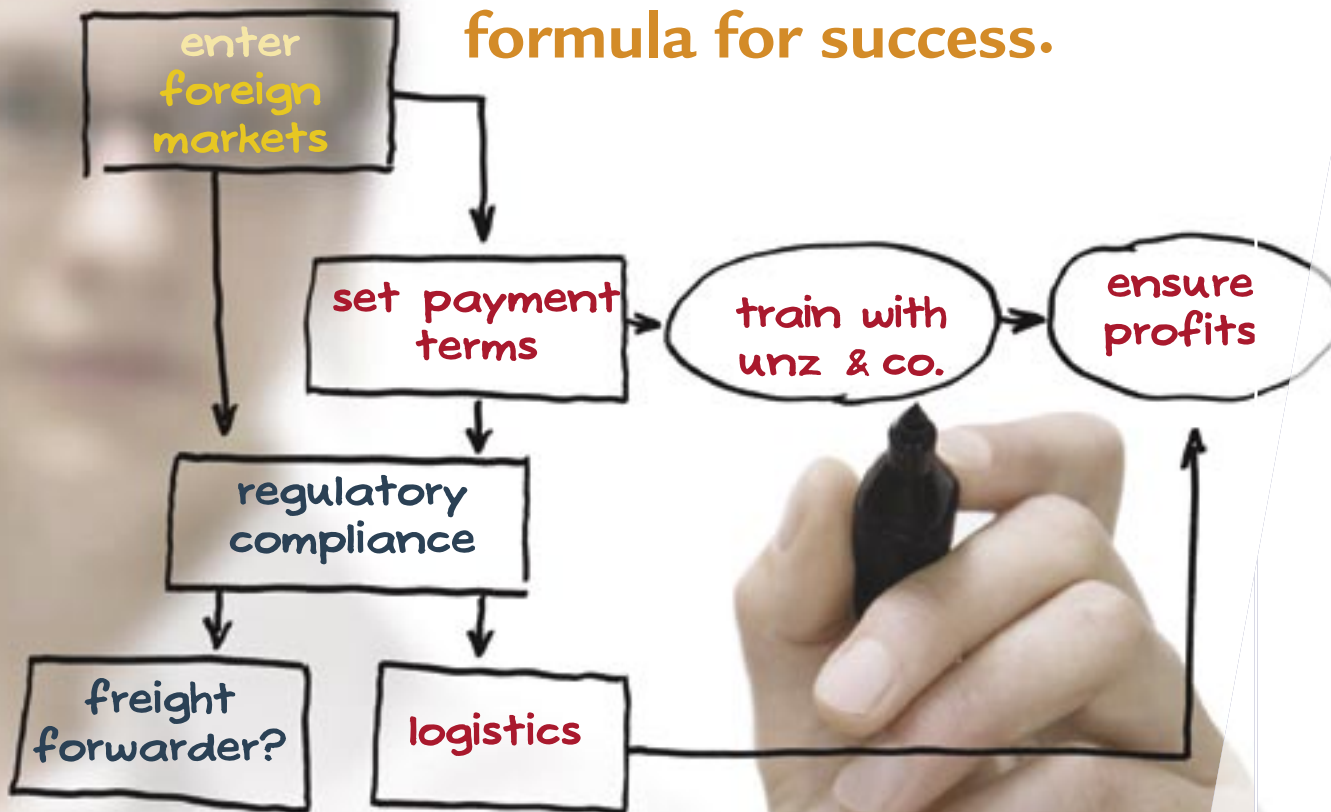 formula for success.
enter
foreign
markets
set payment
terms
train with
unz & co.
ensure
profits
regulatory
compliance
freight
forwarder?
logistics